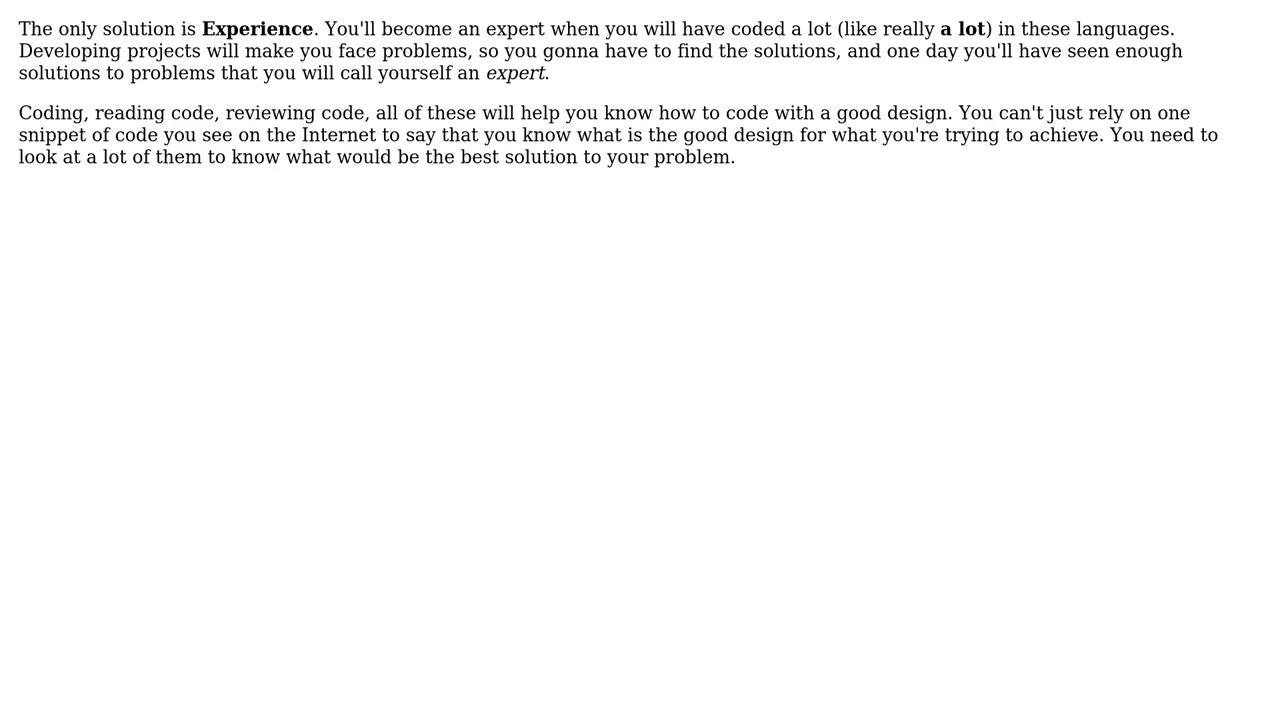 The only solution is Experience. You'll become an expert when you will have coded a lot (like really a lot) in these languages.
Developing projects will make you face problems, so you gonna have to find the solutions, and one day you'll have seen enough
solutions to problems that you will call yourself an expert.
Coding, reading code, reviewing code, all of these will help you know how to code with a good design. You can't just rely on one
snippet of code you see on the Internet to say that you know what is the good design for what you're trying to achieve. You need to
look at a lot of them to know what would be the best solution to your problem.